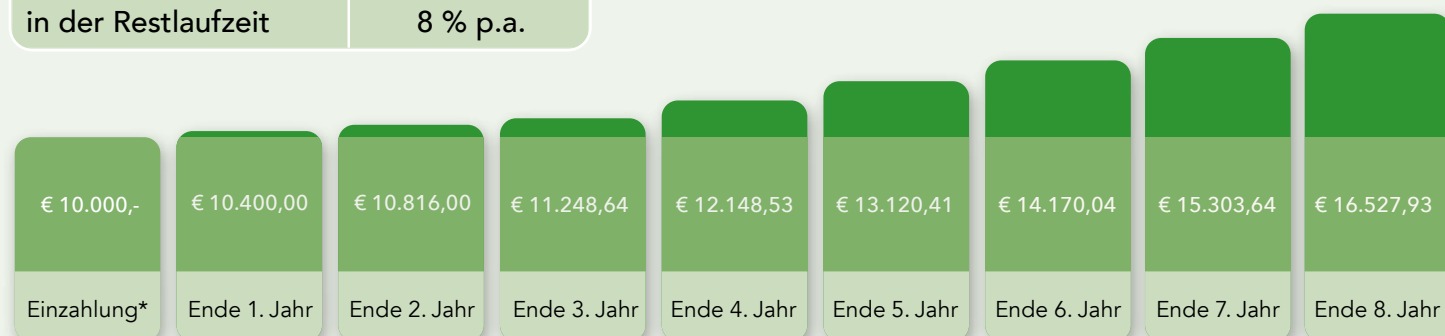 in der Restlaufzeit 8 % p.a.
€ 10.000,- € 10.400,00 € 10.816,00 € 11.248,64 € 12.148,53 € 13.120,41 € 14.170,04 € 15.303,64 € 16.527,93
Einzahlung* Ende 1. Jahr Ende 2. Jahr Ende 3. Jahr Ende 4. Jahr Ende 5. Jahr Ende 6. Jahr Ende 7. Jahr Ende 8. Jahr